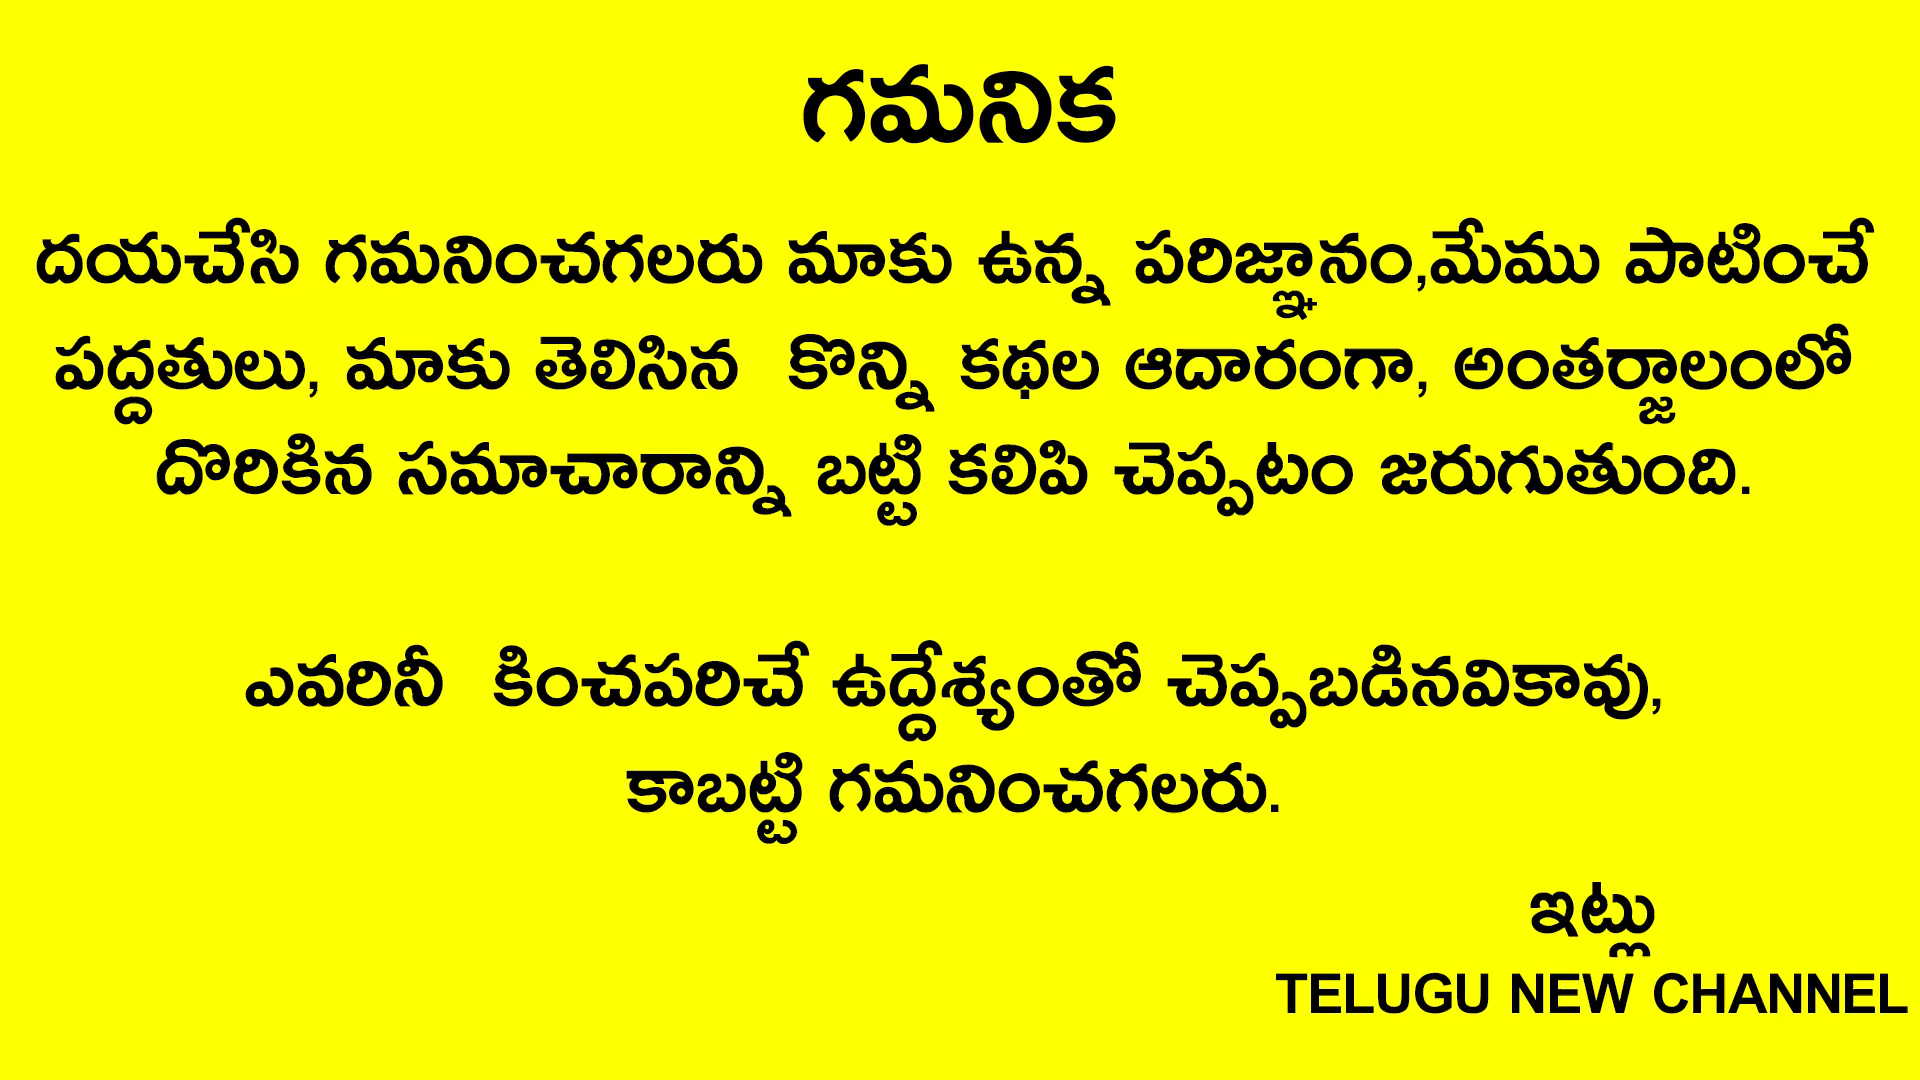 గమనిక
దయచేసి గమనించగలరు మాకు ఉన్న పరిజ్ఞానం,మేము పాటించే
పద్దతులు, మాకు తెలిసిన కొన్ని కథల ఆదారంగా, అంతర్జాలంలో
దొరికిన సమాచారాన్ని బట్టి కలిపి చెప్పటం జరుగుతుంది.
ఎవరినీ కించపరిచే ఉద్దేశ్యంతో చెప్పబడినవికావు,
కాబట్టి గమనించగలరు.
ఇట్లు
TELUGU NEW CHANNEL